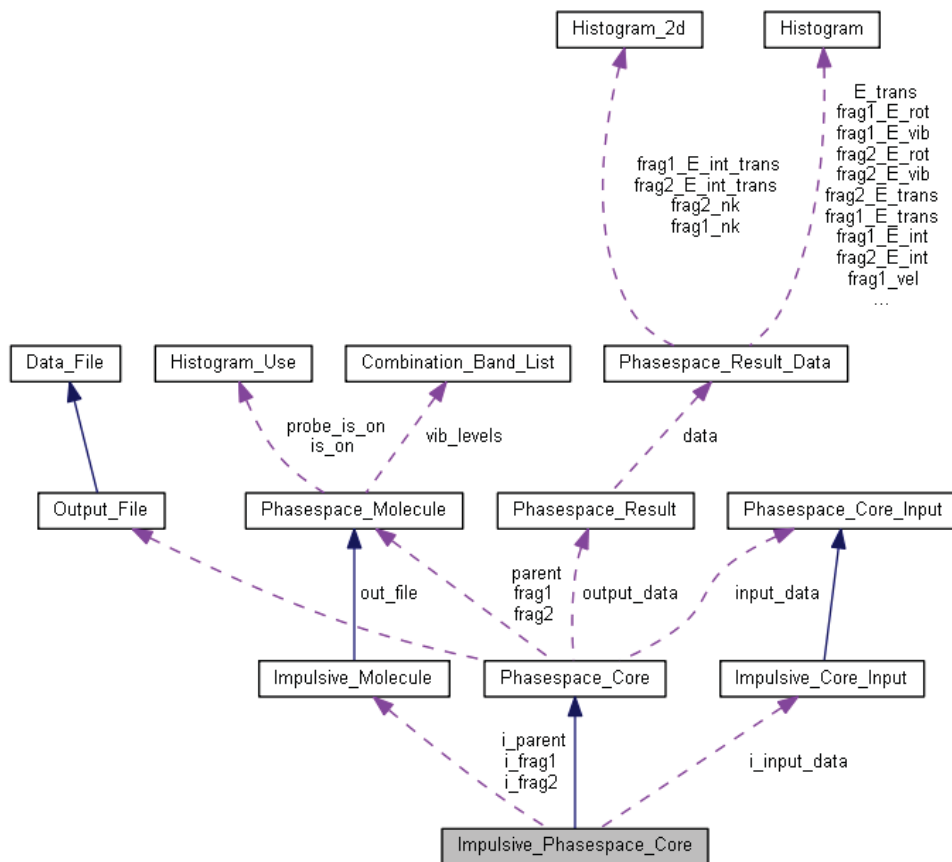 Histogram_2d
Histogram
E_trans
frag1_E_rot
frag1_E_vib
frag2_E_rot
frag2_E_vib
frag2_E_trans
frag1_E_trans
frag1_E_int
frag2_E_int
frag1_vel
...
frag1_E_int_trans
frag2_E_int_trans
frag2_nk
frag1_nk
Data_File
Histogram_Use
Combination_Band_List
Phasespace_Result_Data
probe_is_on
is_on
vib_levels
data
Output_File
Phasespace_Molecule
Phasespace_Result
Phasespace_Core_Input
out_file
parent
frag1
frag2
output_data
input_data
Impulsive_Molecule
Phasespace_Core
Impulsive_Core_Input
i_parent
i_frag1
i_frag2
i_input_data
Impulsive_Phasespace_Core